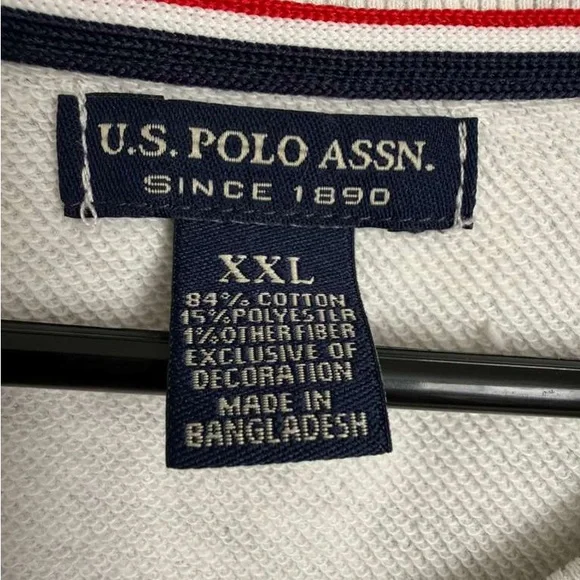 U.S. POLO ASSN.
SINCE 1890
XXL
84% COTTON
15% POLYESTER
1% OTHER FIBER
EXCLUSIVE OF
DECORATION
MADE IN
BANGLADESH